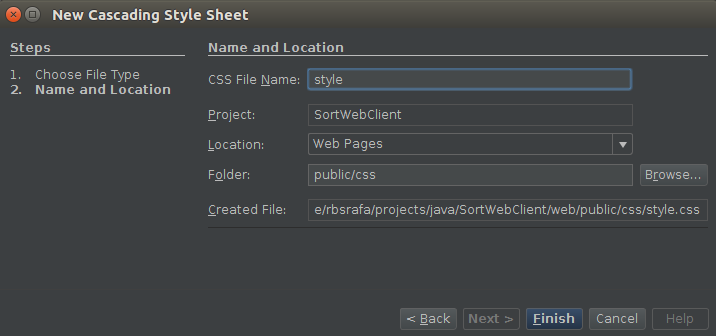 New Cascading Style Sheet
Steps
1. Choose File Type
2. Name and Location
Name and Location
CSS File Name: style
Project: SortWebClient
Location: Web Pages
Folder: public/css Browse...
Created File: e/rbsrafa/projects/java/SortWebClient/web/public/css/style.css
< Back Next > Finish Cancel Help